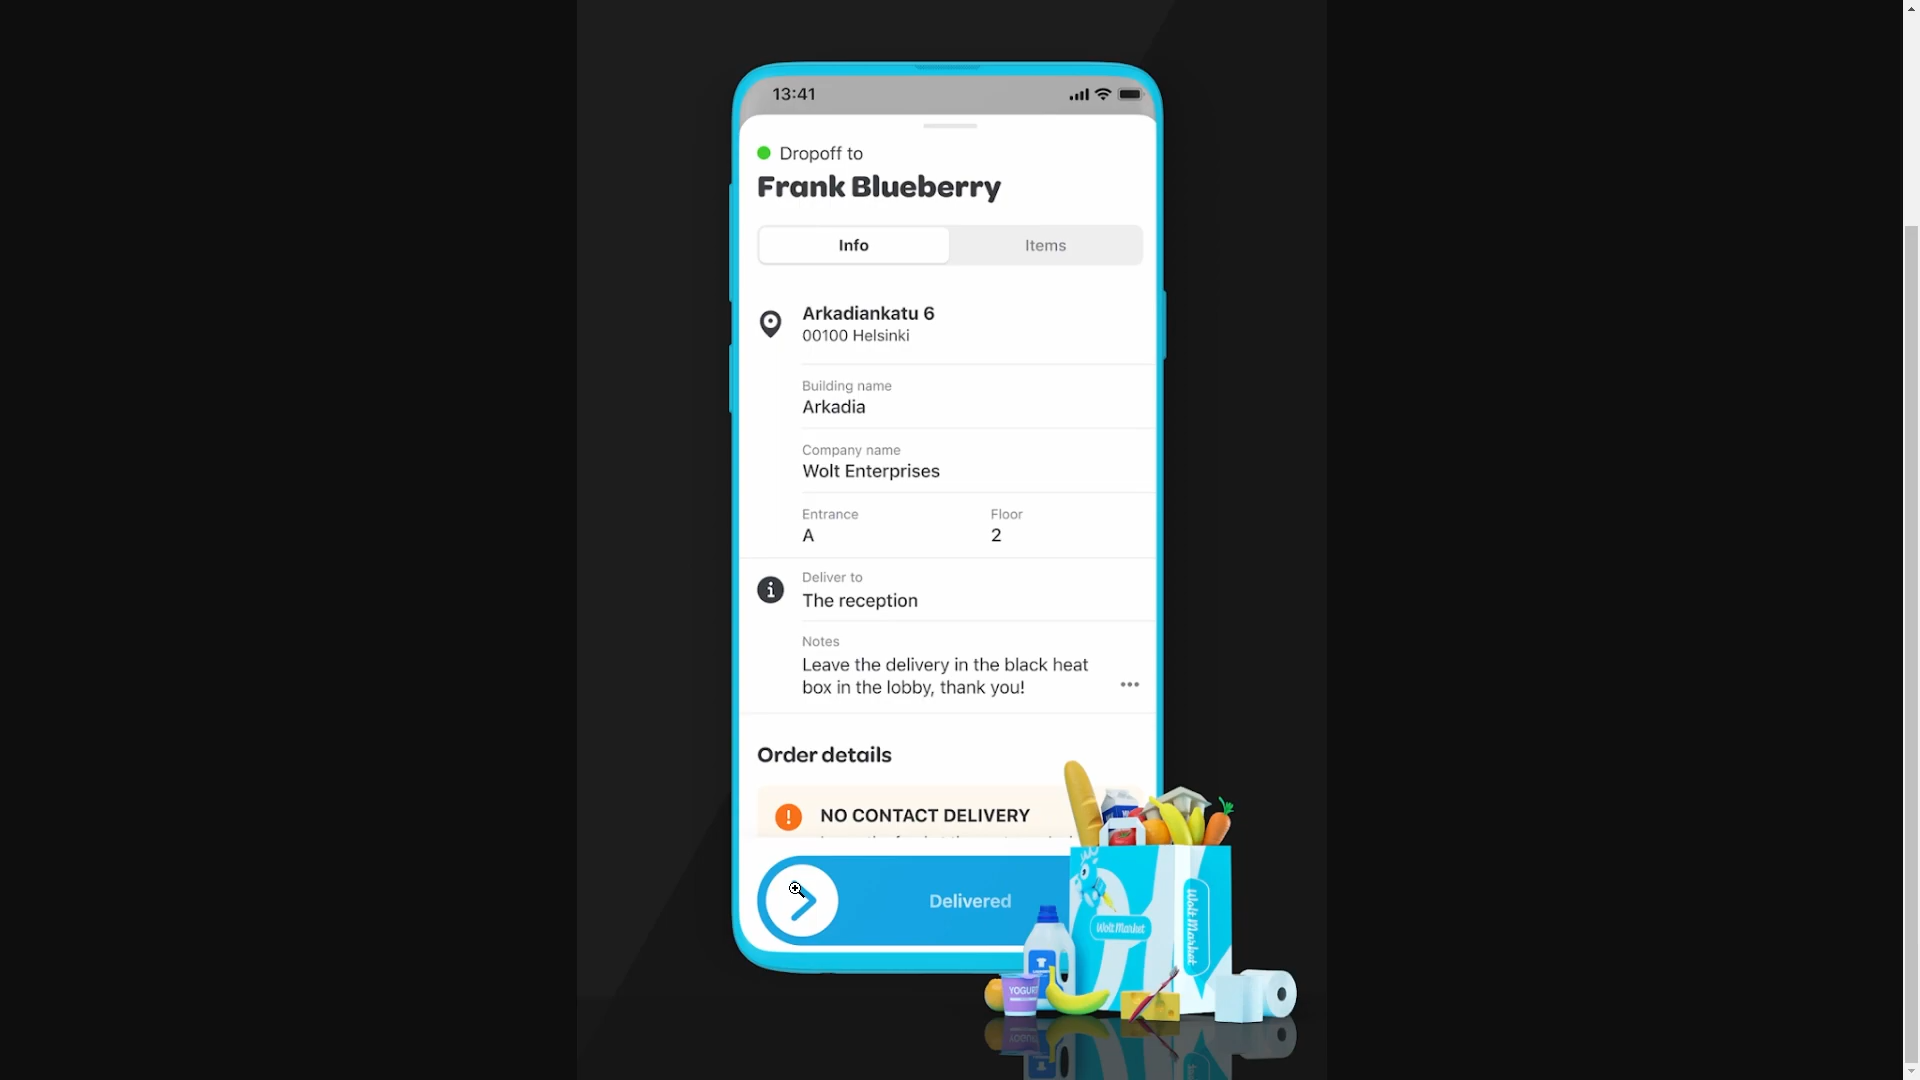 13:41
Dropoff to
Frank Blueberry
Info
Items
Arkadiankatu 6
00100 Helsinki
Building name
Arkadia
Company name
Wolt Enterprises
Entrance
Floor
A
2
Deliver to
The reception
Notes
Leave the delivery in the black heat
box in the lobby, thank you!
Order details
NO CONTACT DELIVERY
Delivered
Wolt Market
Wolt Market
YOGURT